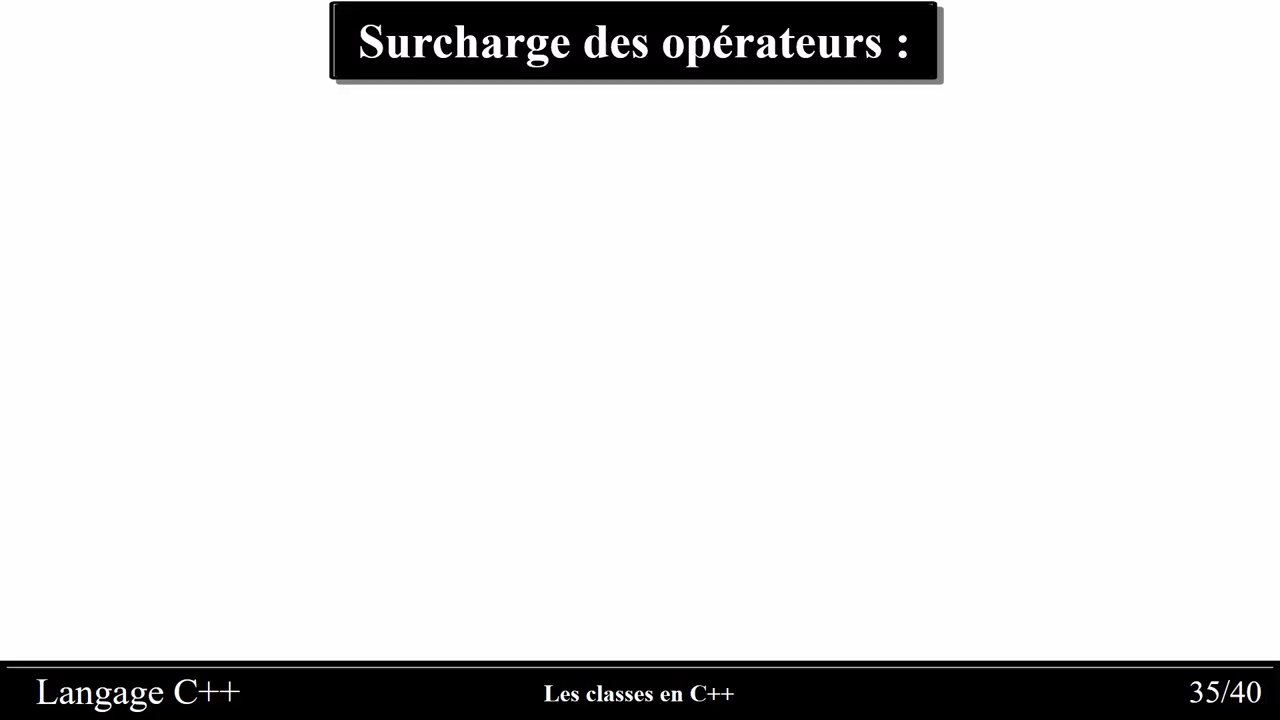 Surcharge des opérateurs :
Langage C++
Les classes en C++
35/40